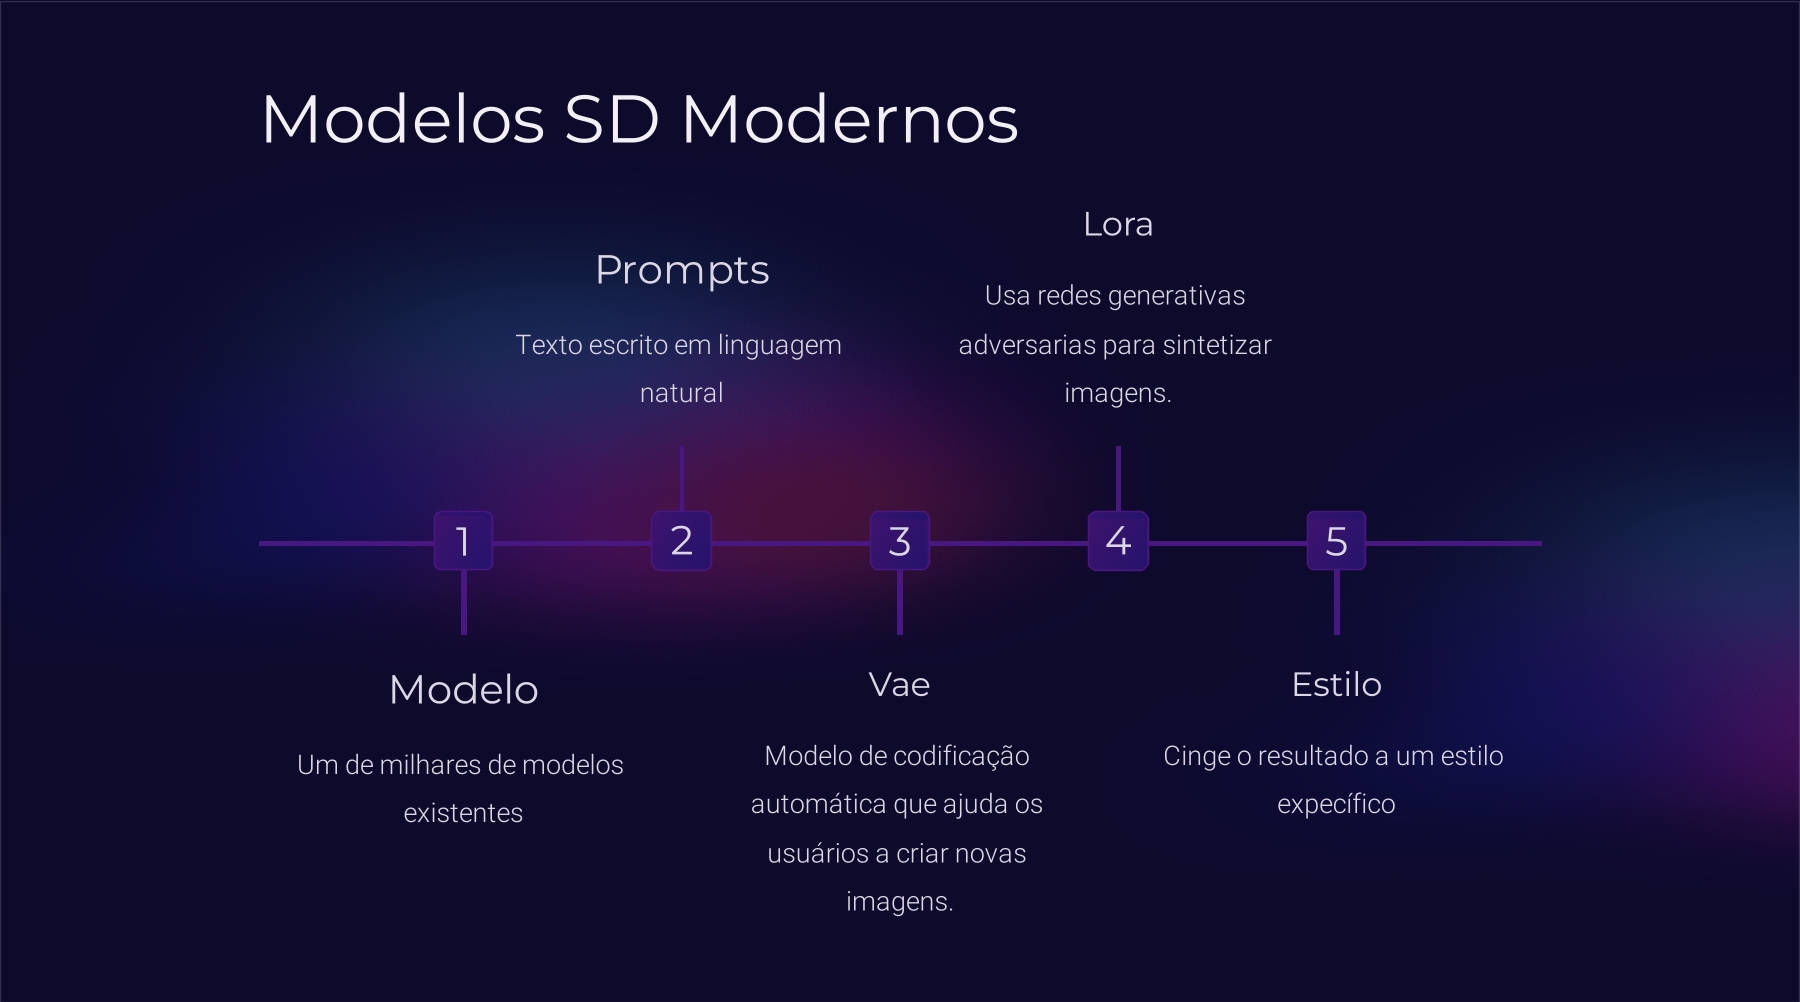 Modelos SD Modernos
Lora
Usa redes generativas
adversarias para sintetizar
imagens.
Prompts
Texto escrito em linguagem
natural
1
2
3
4
5
Modelo
Um de milhares de modelos
existentes
Vae
Modelo de codificação
automática que ajuda os
usuários a criar novas
imagens.
Estilo
Cinge o resultado a um estilo
expecífico